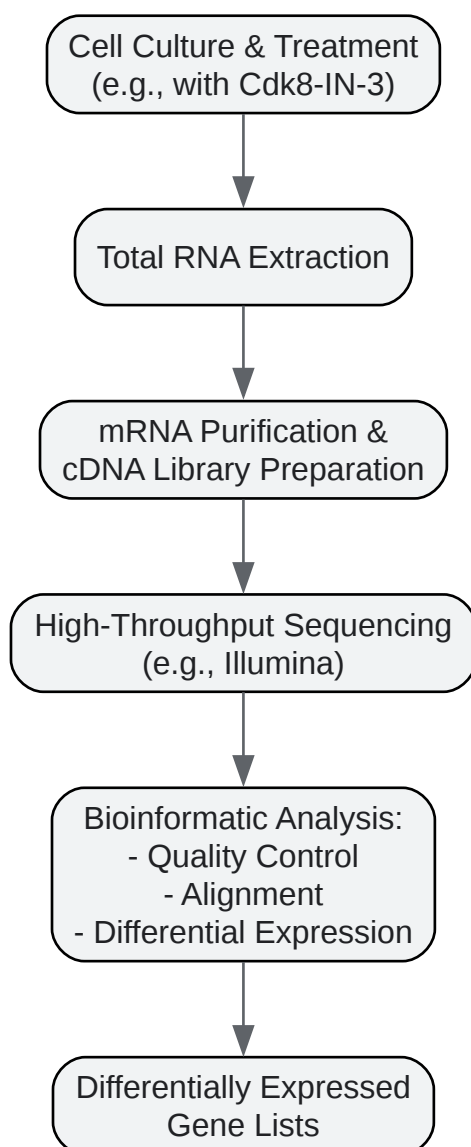 Cell Culture & Treatment
(e.g., with Cdk8-IN-3)
Total RNA Extraction
mRNA Purification &
cDNA Library Preparation
High-Throughput Sequencing
(e.g., Illumina)
Bioinformatic Analysis:
- Quality Control
- Alignment
- Differential Expression
Differentially Expressed
Gene Lists